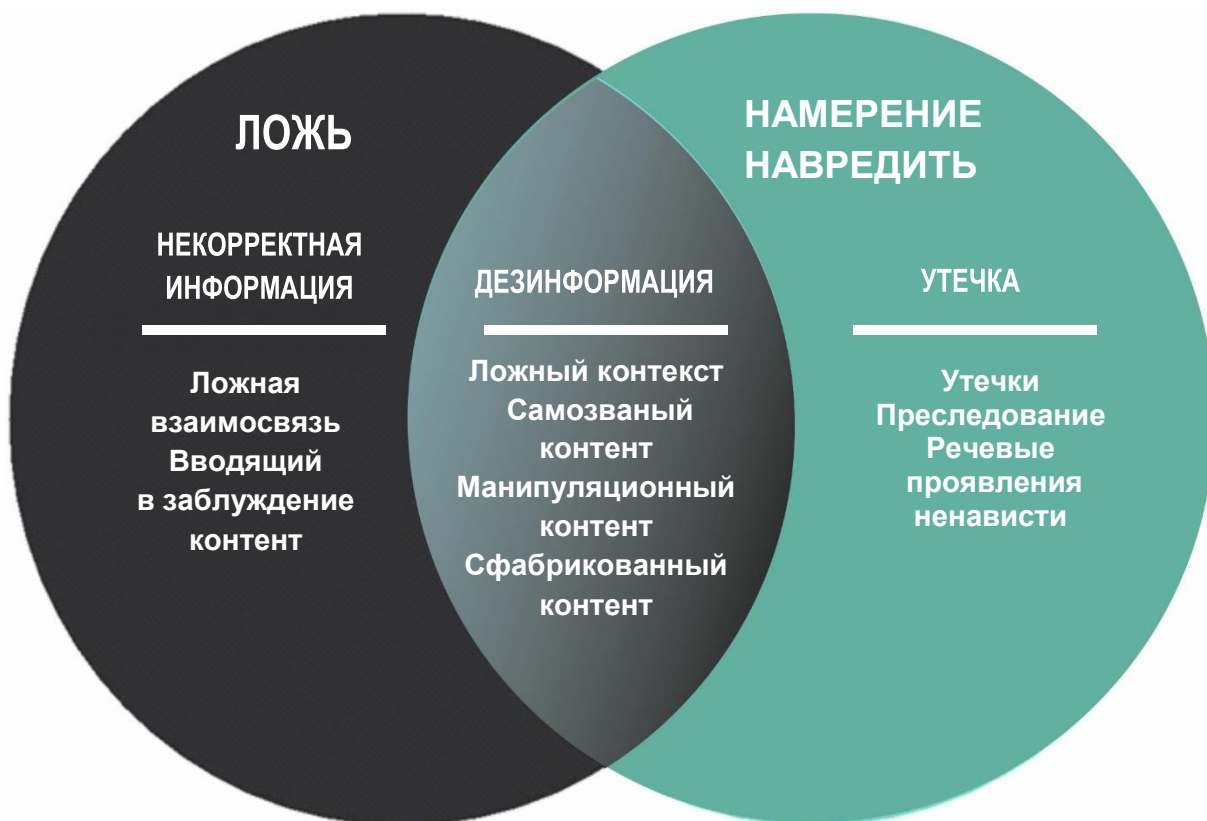 ЛОЖЬ
НЕКОРРЕКТНАЯ
ИНФОРМАЦИЯ
Ложная
взаимосвязь
Вводящий
в заблуждение
контент
ДЕЗИНФОРМАЦИЯ
Ложный контекст
Самозваный
контент
Манипуляционный
контент
Сфабрикованный
контент
НАМЕРЕНИЕ
НАВРЕДИТЬ
УТЕЧКА
Утечки
Преследование
Речевые
проявления
ненависти